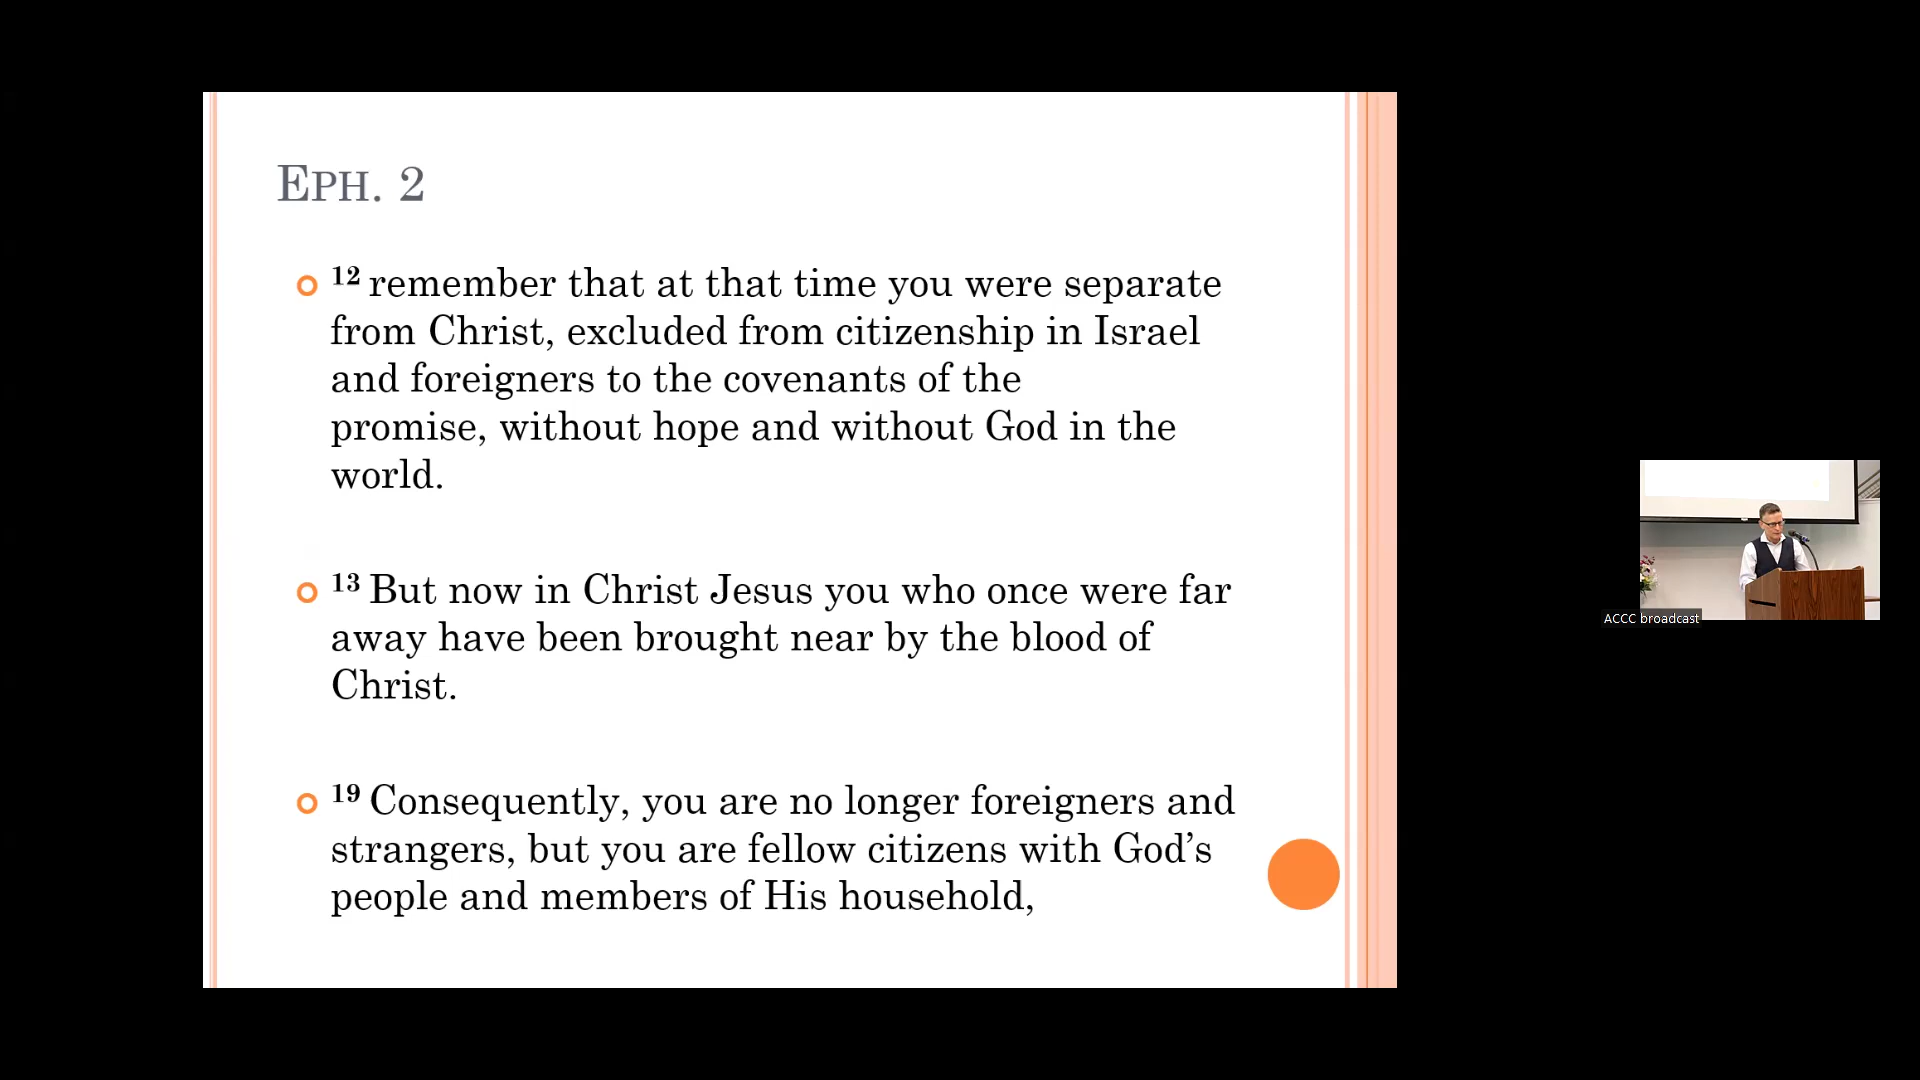 EPH. 2
12 remember that at that time you were separate
from Christ, excluded from citizenship in Israel
and foreigners to the covenants of the
promise, without hope and without God in the
world.
13 But now in Christ Jesus you who once were far
away have been brought near by the blood of
Christ.
19 Consequently, you are no longer foreigners and
strangers, but you are fellow citizens with God’s
people and members of His household,
ACCC broadcast